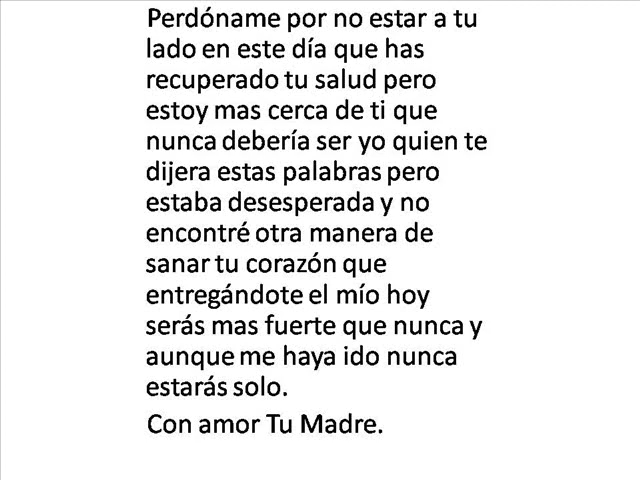 Perdóname por no estar a tu
lado en este día que has
recuperado tu salud pero
estoy mas cerca de ti que
nunca debería ser yo quien te
dijera estas palabras pero
estaba desesperada y no
encontré otra manera de
sanar tu corazón que
entregándote el mío hoy
serás mas fuerte que nunca y
aunque me haya ido nunca
estarás solo.
Con amor Tu Madre.